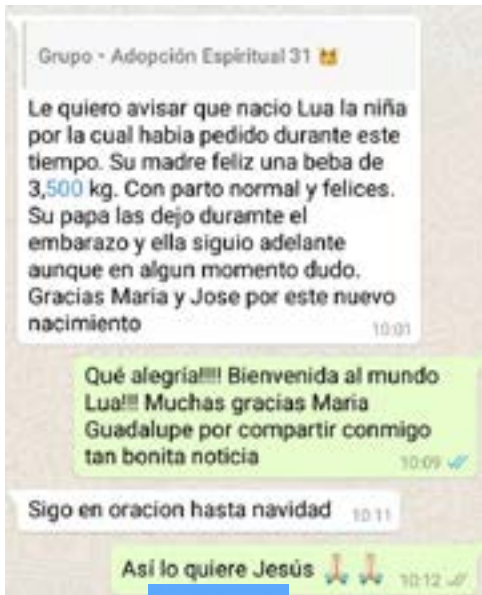 Grupo • Adopción Espiritual 31 😇
Le quiero avisar que nacio Lua la niña
por la cual habia pedido durante este
tiempo. Su madre feliz una beba de
3,500 kg. Con parto normal y felices.
Su papa las dejo duramte el
embarazo y ella siguio adelante
aunque en algun momento dudo.
Gracias Maria y Jose por este nuevo
nacimiento
10:01
Qué alegría!!!! Bienvenida al mundo
Lua!!! Muchas gracias Maria
Guadalupe por compartir conmigo
tan bonita noticia
10:09
Sigo en oracion hasta navidad 10:11
Así lo quiere Jesús 🙏🙏 10:12